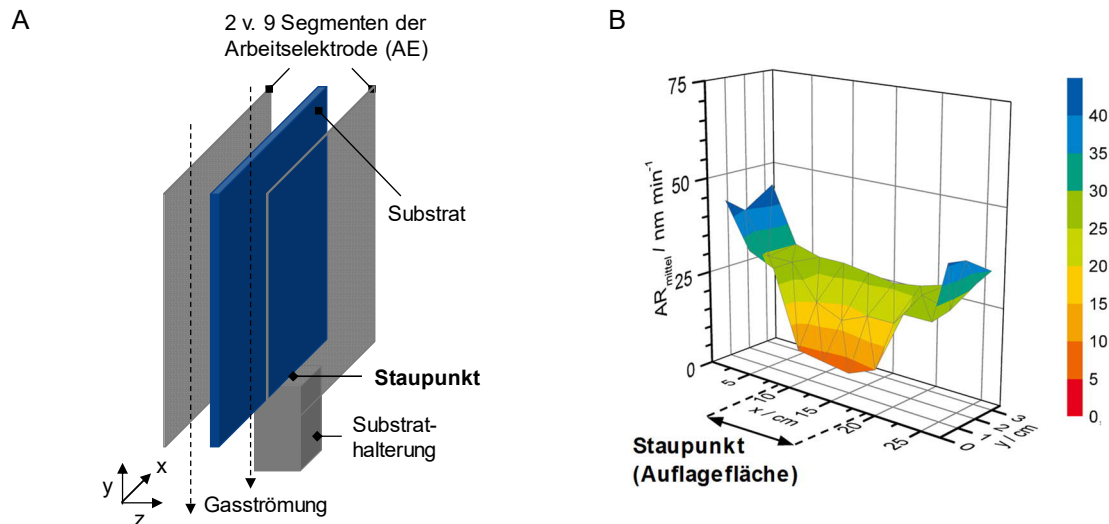 A
2 v. 9 Segmenten der
Arbeitselektrode (AE)
Substrat
Staupunkt
Substrat-
halterung
Gasströmung
y
x
z
B
75
50
25
0
AR mittel / nm min⁻¹
5
10
15
20
25
x / cm
0
1
2
3
y / cm
Staupunkt
(Auflagefläche)
40
35
30
25
20
15
10
5
0